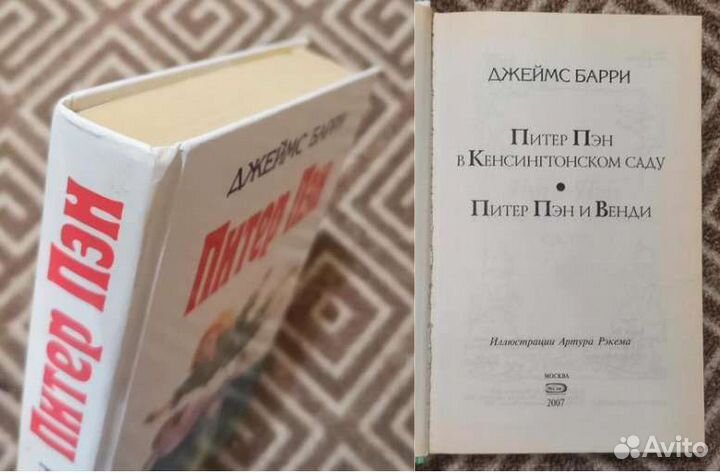 Питер Пэн
ДЖЕЙМС БАРРИ
Питер Пэн
ДЖЕЙМС БАРРИ
ПИТЕР ПЭН
В КЕНСИНГТОНСКОМ САДУ
•
ПИТЕР ПЭН И ВЕНДИ
Иллюстрации Артура Рэкема
МОСКВА
2007
Avito